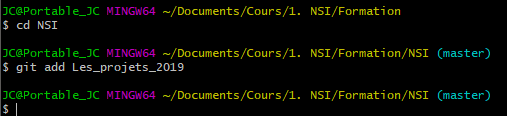 JC@Portable_JC MINGW64 ~/Documents/Cours/1. NSI/Formation
$ cd NSI
JC@Portable_JC MINGW64 ~/Documents/Cours/1. NSI/Formation/NSI (master)
$ git add Les_projets_2019
JC@Portable_JC MINGW64 ~/Documents/Cours/1. NSI/Formation/NSI (master)
$